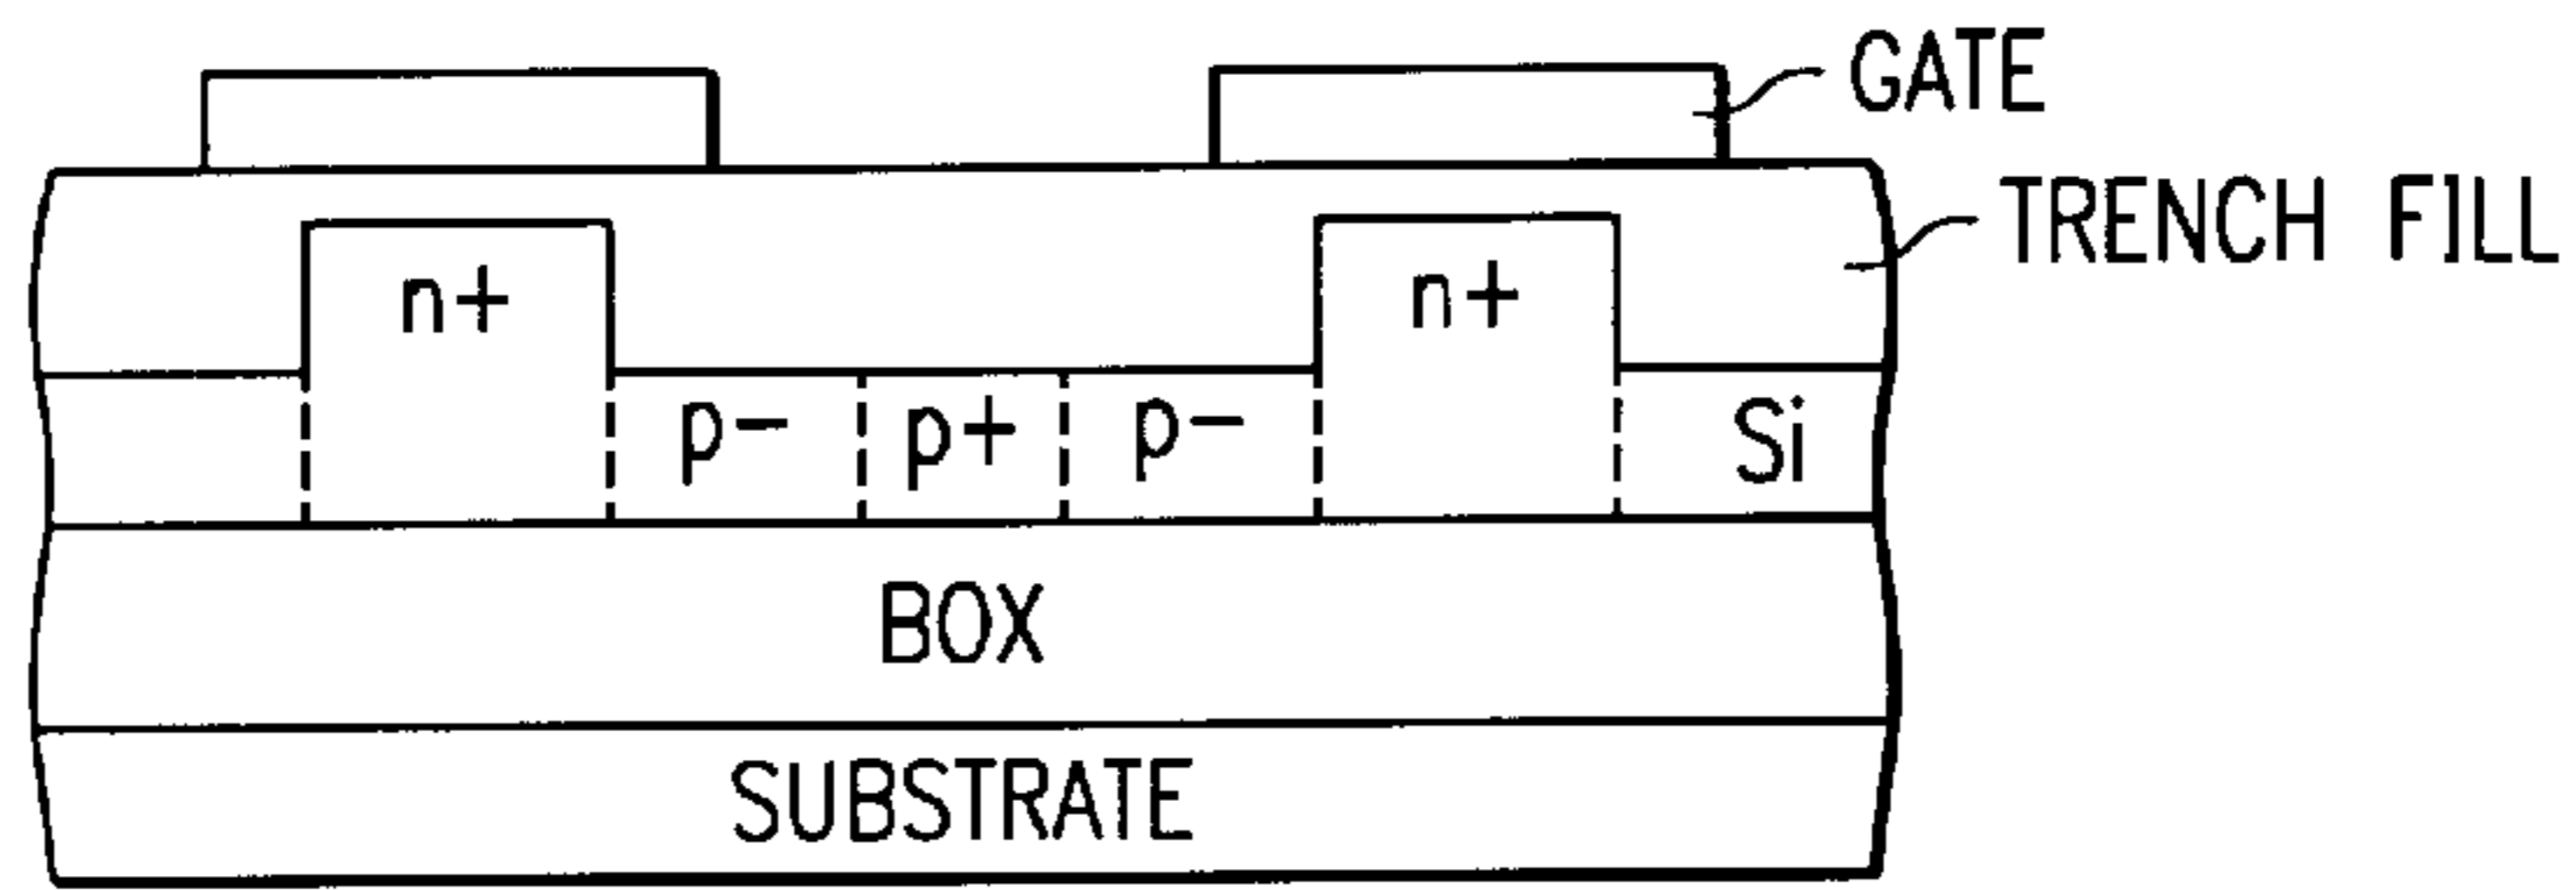 GATE
TRENCH FILL
n+ n+
p- p+ p- Si
BOX
SUBSTRATE